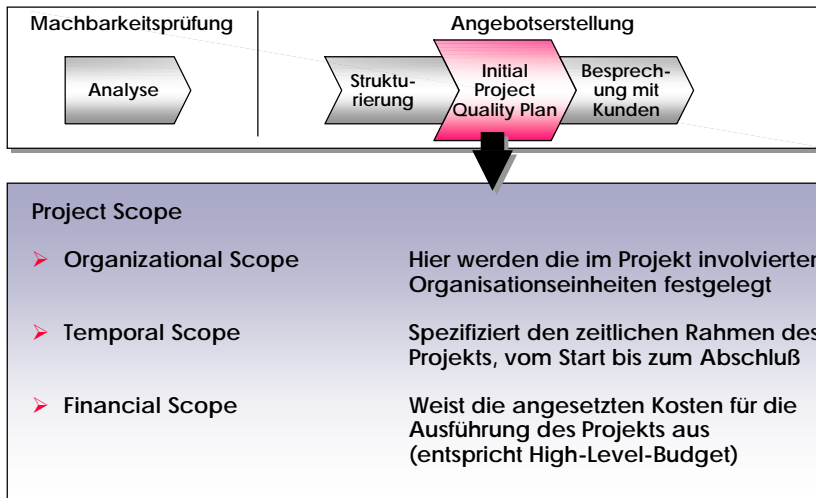 Machbarkeitsprüfung
Angebotserstellung
Analyse
Struktu-
rierung
Initial
Project
Quality Plan
Besprech-
ung mit
Kunden
Project Scope
Organizational Scope
Hier werden die im Projekt involvierten
Organisationseinheiten festgelegt
Temporal Scope
Spezifiziert den zeitlichen Rahmen des
Projekts, vom Start bis zum Abschluß
Financial Scope
Weist die angesetzten Kosten für die
Ausführung des Projekts aus
(entspricht High-Level-Budget)